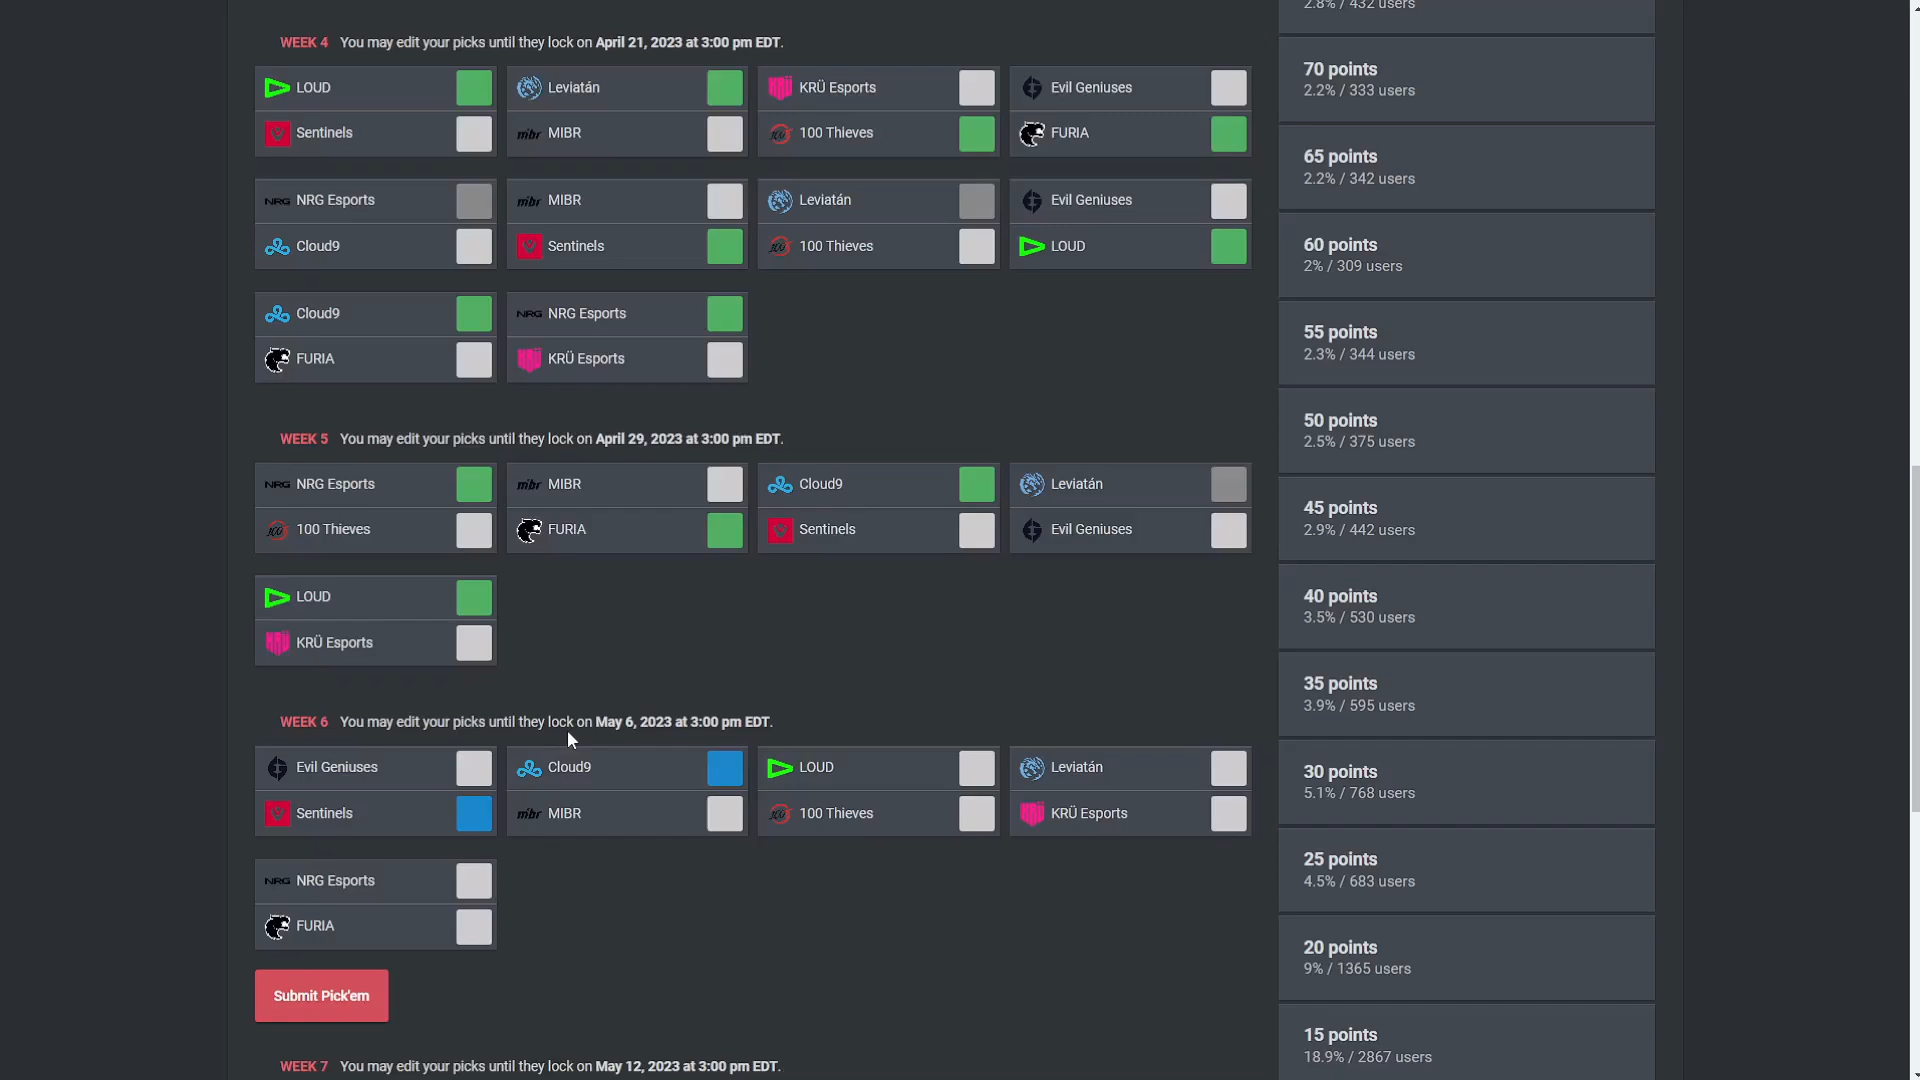 WEEK 4 You may edit your picks until they lock on April 21, 2023 at 3:00 pm EDT.
LOUD
Sentinels
Leviatán
mibr MIBR
KRÜ Esports
100 Thieves
Evil Geniuses
FURIA
NRG NRG Esports
Cloud9
mibr MIBR
Sentinels
Leviatán
100 Thieves
Evil Geniuses
LOUD
Cloud9
FURIA
NRG NRG Esports
KRÜ Esports
WEEK 5 You may edit your picks until they lock on April 29, 2023 at 3:00 pm EDT.
NRG NRG Esports
100 Thieves
mibr MIBR
FURIA
Cloud9
Sentinels
Leviatán
Evil Geniuses
LOUD
KRÜ Esports
WEEK 6 You may edit your picks until they lock on May 6, 2023 at 3:00 pm EDT.
Evil Geniuses
Sentinels
Cloud9
mibr MIBR
LOUD
100 Thieves
Leviatán
KRÜ Esports
NRG NRG Esports
FURIA
Submit Pick'em
WEEK 7 You may edit your picks until they lock on May 12, 2023 at 3:00 pm EDT.
2.8% / 432 users
70 points
2.2% / 333 users
65 points
2.2% / 342 users
60 points
2% / 309 users
55 points
2.3% / 344 users
50 points
2.5% / 375 users
45 points
2.9% / 442 users
40 points
3.5% / 530 users
35 points
3.9% / 595 users
30 points
5.1% / 768 users
25 points
4.5% / 683 users
20 points
9% / 1365 users
15 points
18.9% / 2867 users